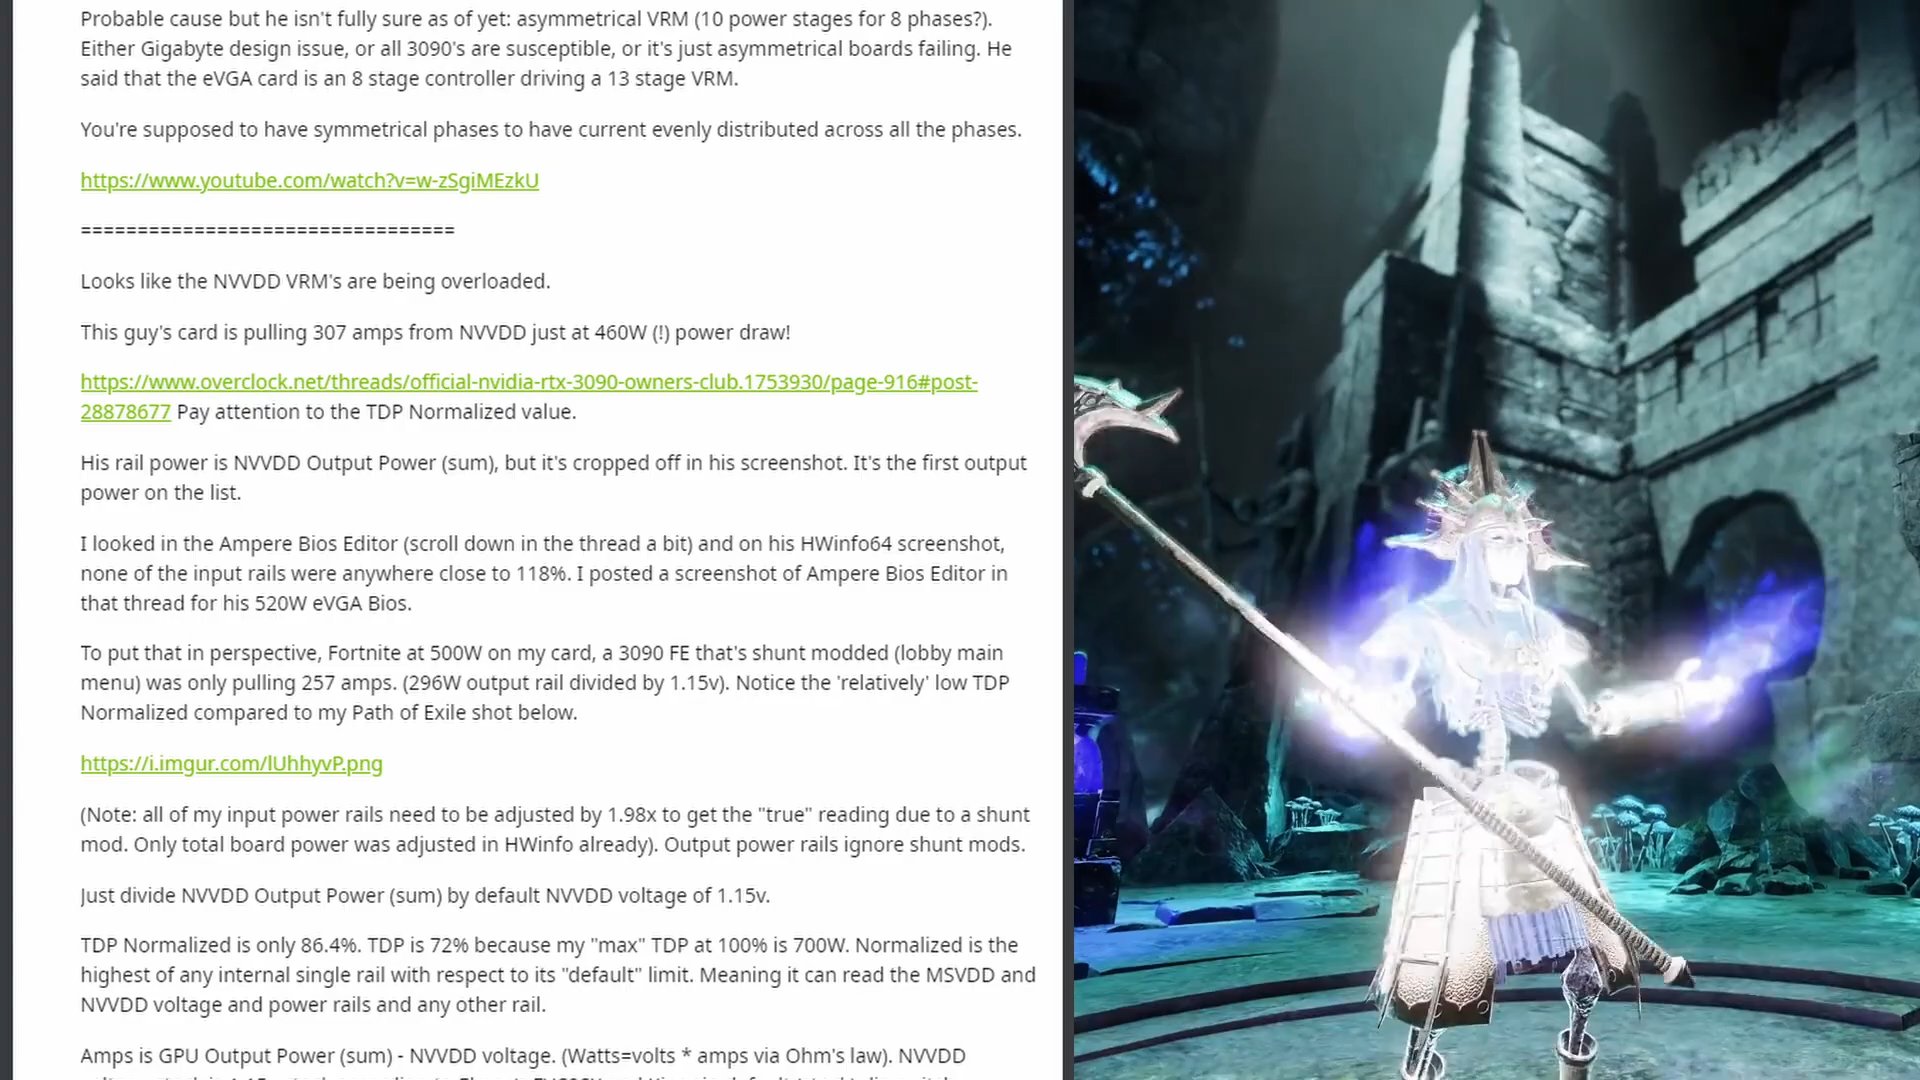 Probable cause but he isn't fully sure as of yet: asymmetrical VRM (10 power stages for 8 phases?).
Either Gigabyte design issue, or all 3090's are susceptible, or it's just asymmetrical boards failing. He
said that the eVGA card is an 8 stage controller driving a 13 stage VRM.
You're supposed to have symmetrical phases to have current evenly distributed across all the phases.
https://www.youtube.com/watch?v=w-zSgiMEzkU
=================================
Looks like the NVVDD VRM's are being overloaded.
This guy's card is pulling 307 amps from NVVDD just at 460W (!) power draw!
https://www.overclock.net/threads/official-nvidia-rtx-3090-owners-club.1753930/page-916#post-
28878677 Pay attention to the TDP Normalized value.
His rail power is NVVDD Output Power (sum), but it's cropped off in his screenshot. It's the first output
power on the list.
I looked in the Ampere Bios Editor (scroll down in the thread a bit) and on his HWinfo64 screenshot,
none of the input rails were anywhere close to 118%. I posted a screenshot of Ampere Bios Editor in
that thread for his 520W eVGA Bios.
To put that in perspective, Fortnite at 500W on my card, a 3090 FE that's shunt modded (lobby main
menu) was only pulling 257 amps. (296W output rail divided by 1.15v). Notice the 'relatively' low TDP
Normalized compared to my Path of Exile shot below.
https://i.imgur.com/lUhhyvP.png
(Note: all of my input power rails need to be adjusted by 1.98x to get the "true" reading due to a shunt
mod. Only total board power was adjusted in HWinfo already). Output power rails ignore shunt mods.
Just divide NVVDD Output Power (sum) by default NVVDD voltage of 1.15v.
TDP Normalized is only 86.4%. TDP is 72% because my "max" TDP at 100% is 700W. Normalized is the
highest of any internal single rail with respect to its "default" limit. Meaning it can read the MSVDD and
NVVDD voltage and power rails and any other rail.
Amps is GPU Output Power (sum) - NVVDD voltage. (Watts=volts * amps via Ohm's law). NVVDD